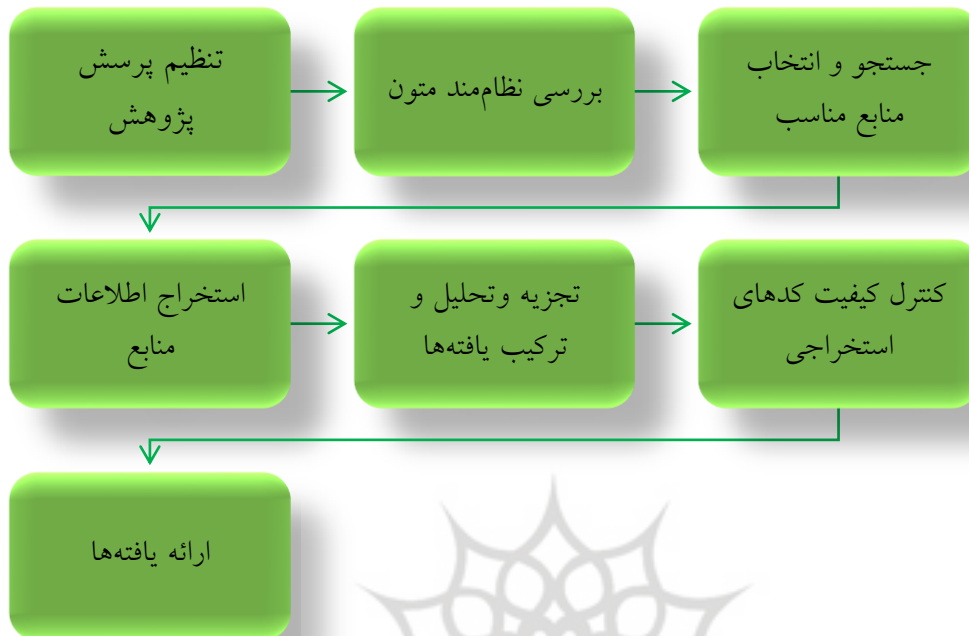 تنظیم پرسش
پژوهش
بررسی نظام‌مند متون
جستجو و انتخاب
منابع مناسب
استخراج اطلاعات
منابع
تجزیه وتحلیل و
ترکیب یافته‌ها
کنترل کیفیت کدهای
استخراجی
ارائه یافته‌ها